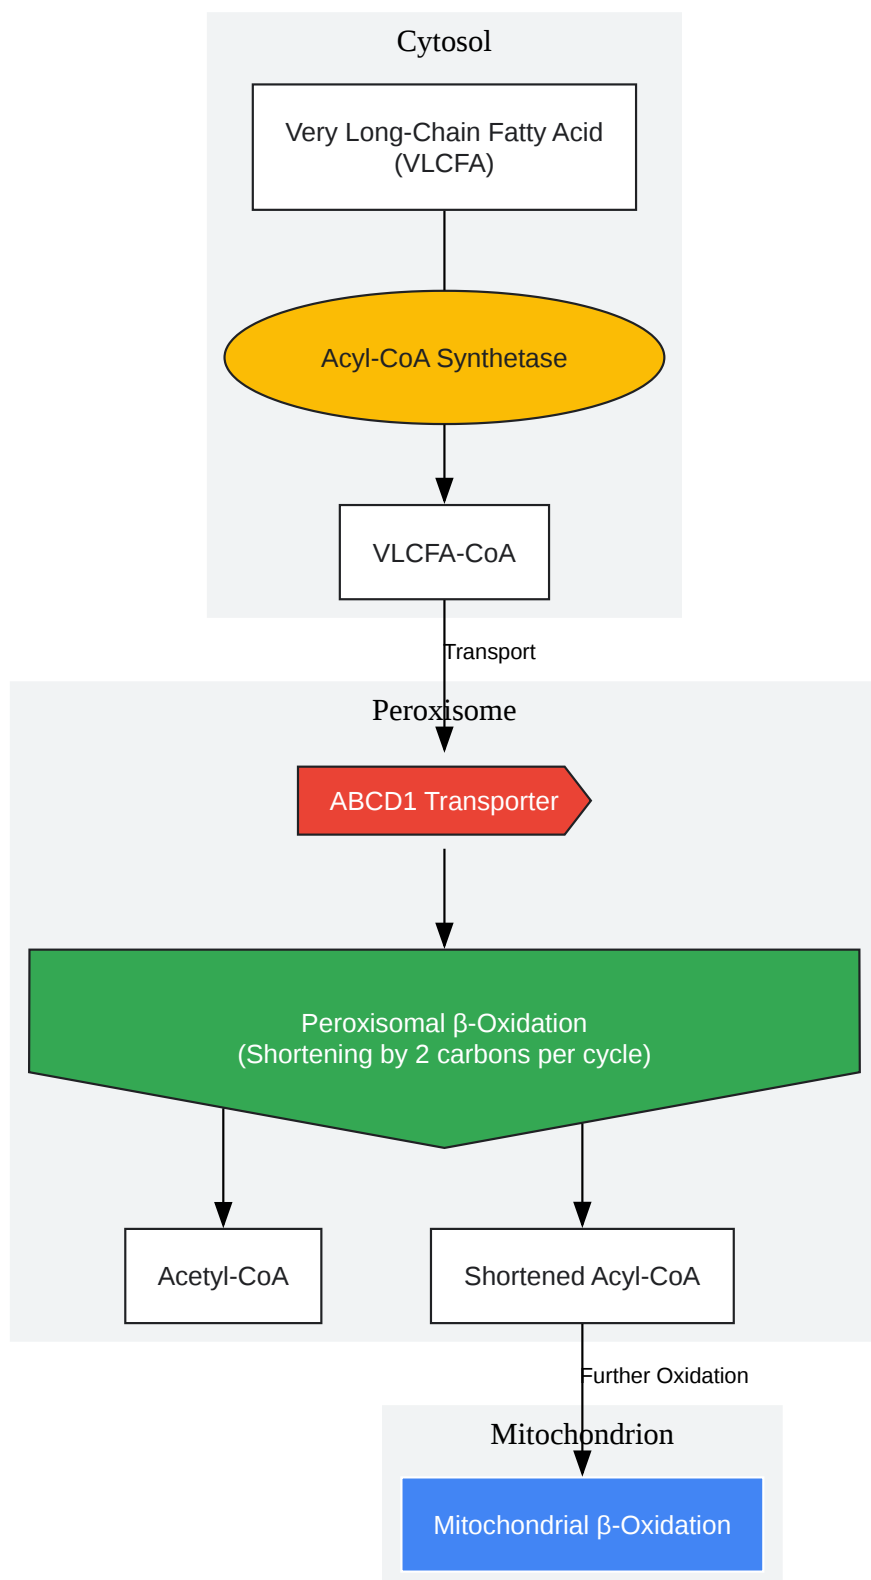 Cytosol
Very Long-Chain Fatty Acid
(VLCFA)
Acyl-CoA Synthetase
VLCFA-CoA
Transport
Peroxisome
ABCD1 Transporter
Peroxisomal β-Oxidation
(Shortening by 2 carbons per cycle)
Acetyl-CoA
Shortened Acyl-CoA
Further Oxidation
Mitochondrion
Mitochondrial β-Oxidation